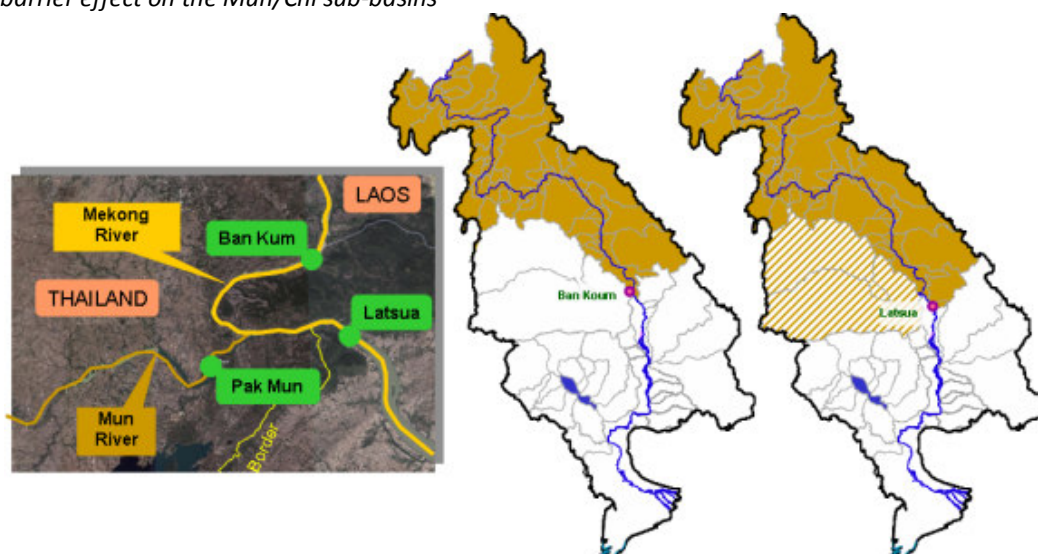 barrier effect on the Mun/Chi sub-basins
LAOS
Mekong
River
Ban Kum
THAILAND
Latsua
Pak Mun
Mun
River
Border
Ban Koum
Latsua